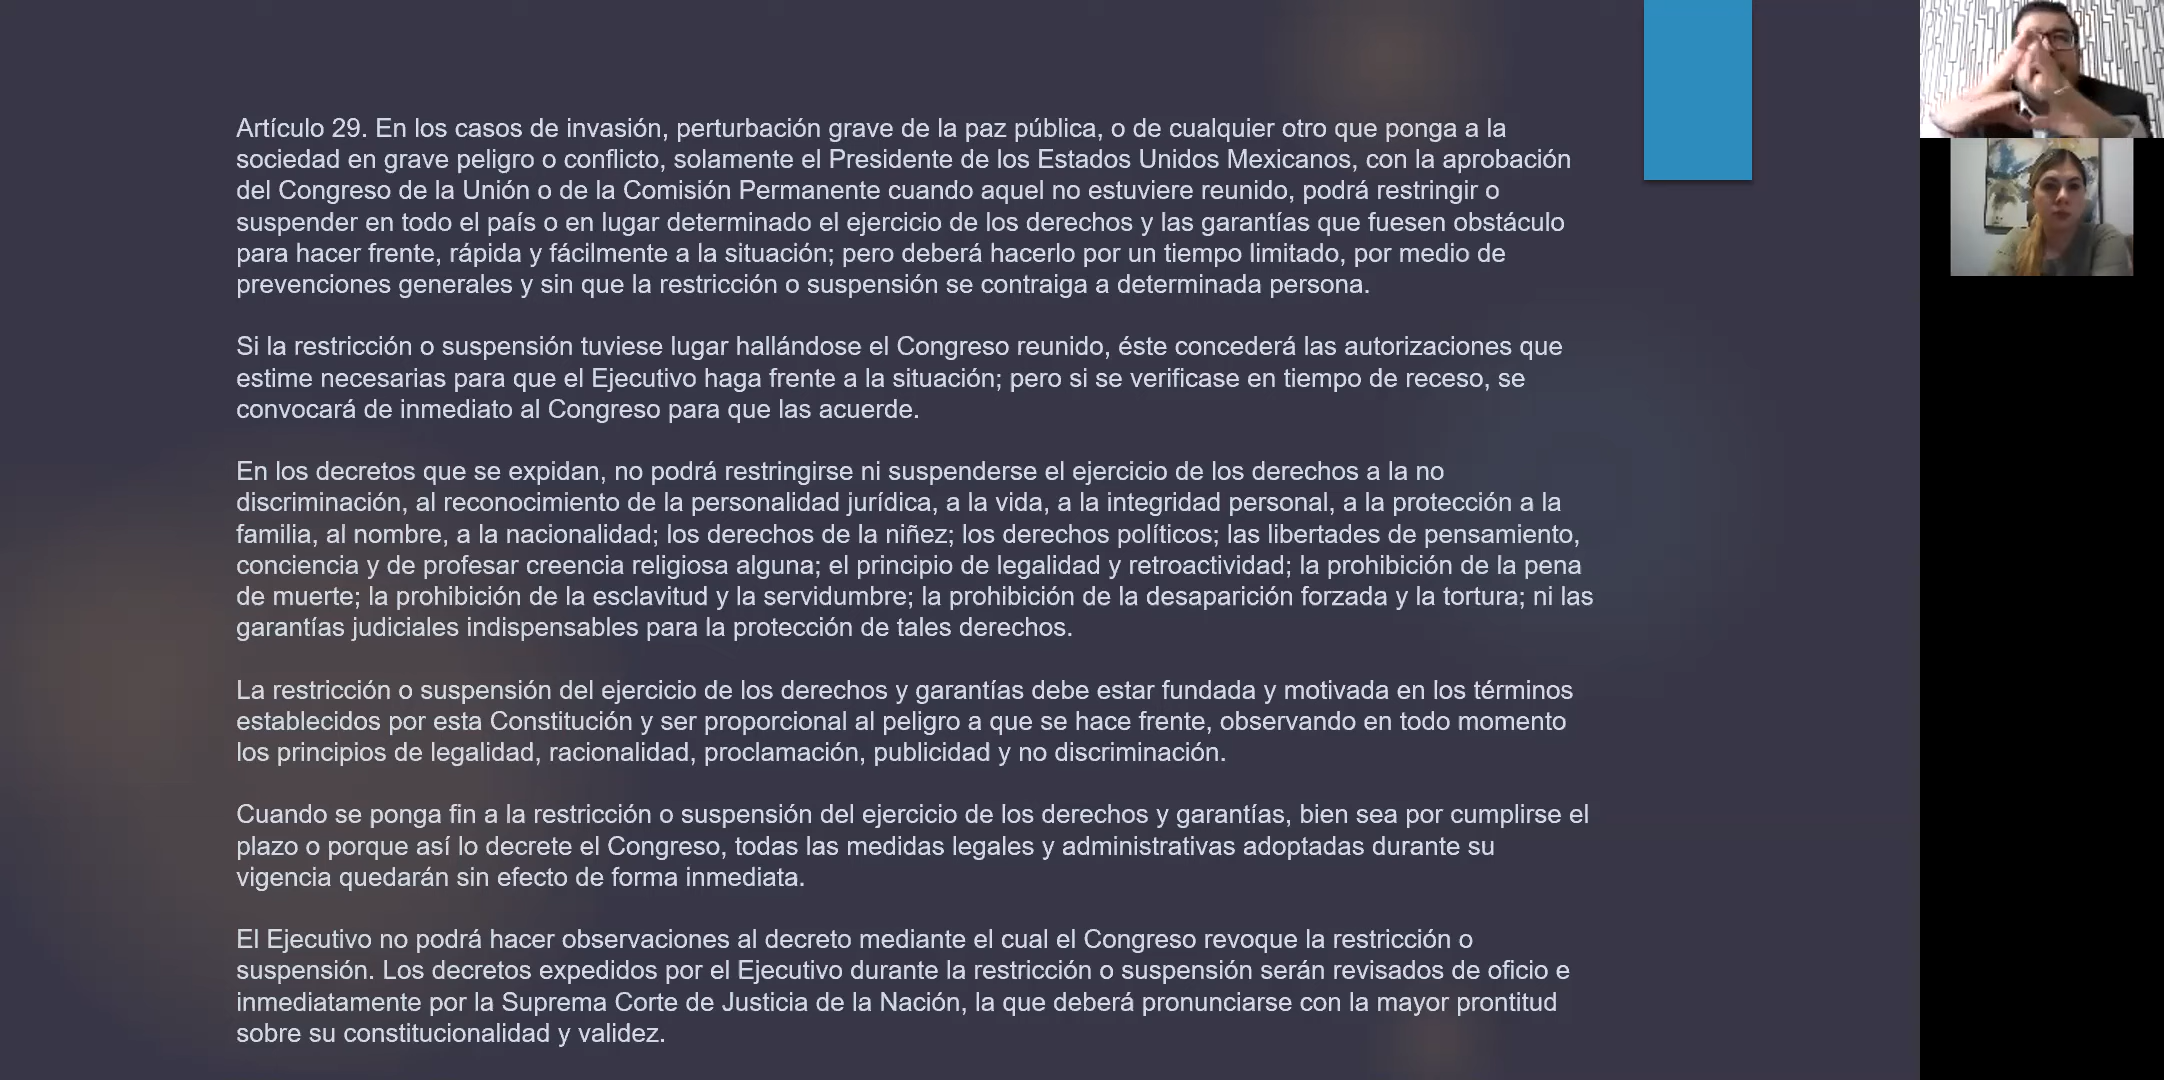 Artículo 29. En los casos de invasión, perturbación grave de la paz pública, o de cualquier otro que ponga a la
sociedad en grave peligro o conflicto, solamente el Presidente de los Estados Unidos Mexicanos, con la aprobación
del Congreso de la Unión o de la Comisión Permanente cuando aquel no estuviere reunido, podrá restringir o
suspender en todo el país o en lugar determinado el ejercicio de los derechos y las garantías que fuesen obstáculo
para hacer frente, rápida y fácilmente a la situación; pero deberá hacerlo por un tiempo limitado, por medio de
prevenciones generales y sin que la restricción o suspensión se contraiga a determinada persona.
Si la restricción o suspensión tuviese lugar hallándose el Congreso reunido, éste concederá las autorizaciones que
estime necesarias para que el Ejecutivo haga frente a la situación; pero si se verificase en tiempo de receso, se
convocará de inmediato al Congreso para que las acuerde.
En los decretos que se expidan, no podrá restringirse ni suspenderse el ejercicio de los derechos a la no
discriminación, al reconocimiento de la personalidad jurídica, a la vida, a la integridad personal, a la protección a la
familia, al nombre, a la nacionalidad; los derechos de la niñez; los derechos políticos; las libertades de pensamiento,
conciencia y de profesar creencia religiosa alguna; el principio de legalidad y retroactividad; la prohibición de la pena
de muerte; la prohibición de la esclavitud y la servidumbre; la prohibición de la desaparición forzada y la tortura; ni las
garantías judiciales indispensables para la protección de tales derechos.
La restricción o suspensión del ejercicio de los derechos y garantías debe estar fundada y motivada en los términos
establecidos por esta Constitución y ser proporcional al peligro a que se hace frente, observando en todo momento
los principios de legalidad, racionalidad, proclamación, publicidad y no discriminación.
Cuando se ponga fin a la restricción o suspensión del ejercicio de los derechos y garantías, bien sea por cumplirse el
plazo o porque así lo decrete el Congreso, todas las medidas legales y administrativas adoptadas durante su
vigencia quedarán sin efecto de forma inmediata.
El Ejecutivo no podrá hacer observaciones al decreto mediante el cual el Congreso revoque la restricción o
suspensión. Los decretos expedidos por el Ejecutivo durante la restricción o suspensión serán revisados de oficio e
inmediatamente por la Suprema Corte de Justicia de la Nación, la que deberá pronunciarse con la mayor prontitud
sobre su constitucionalidad y validez.